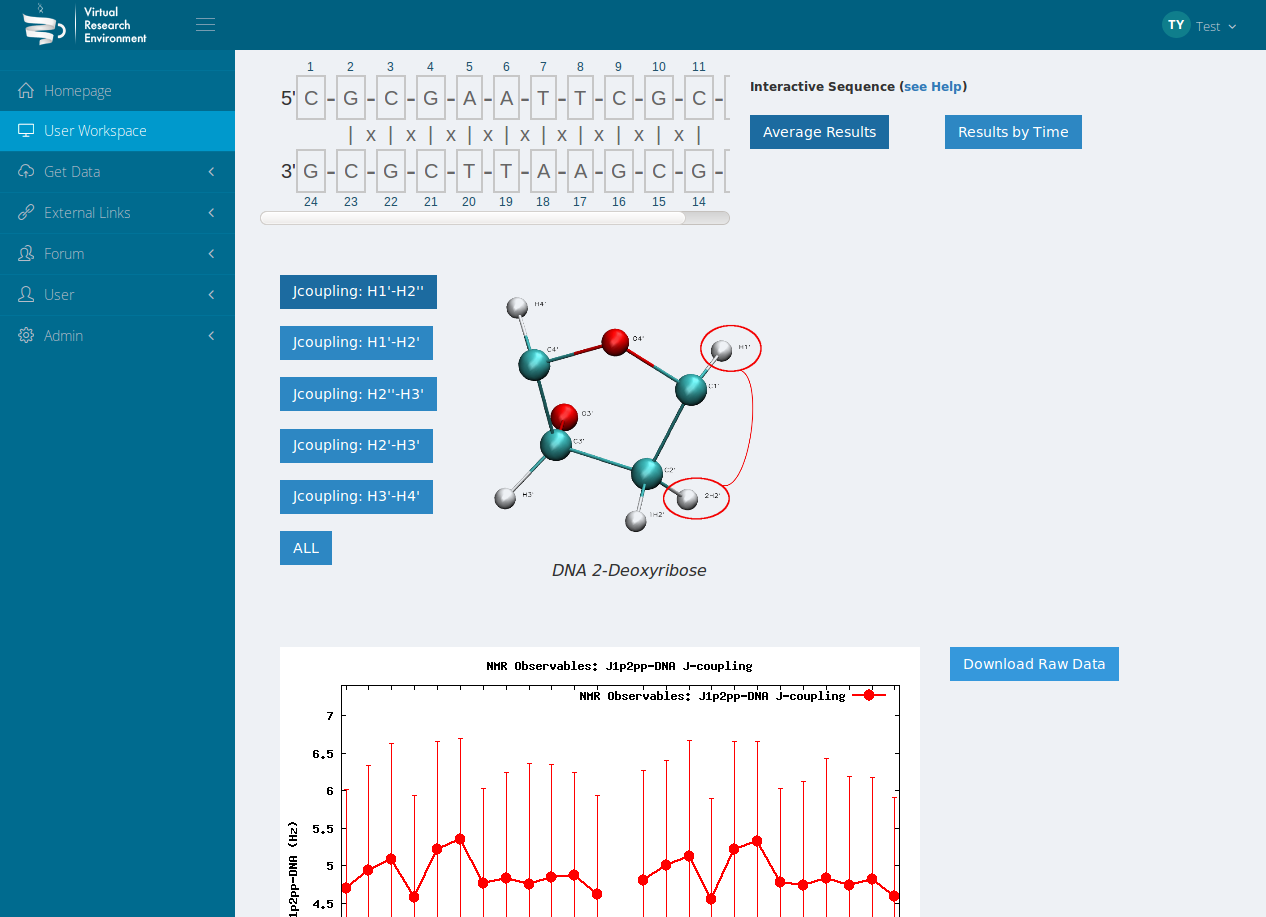 Virtual
Research
Environment
TY Test
Homepage
User Workspace
Get Data
External Links
Forum
User
Admin
1 2 3 4 5 6 7 8 9 10 11
5' C - G - C - G - A - A - T - T - C - G - C -
| x | x | x | x | x | x | x | x | x |
3' G - C - G - C - T - T - A - A - G - C - G -
24 23 22 21 20 19 18 17 16 15 14
Interactive Sequence (see Help)
Average Results
Results by Time
Jcoupling: H1'-H2''
Jcoupling: H1'-H2'
Jcoupling: H2''-H3'
Jcoupling: H2'-H3'
Jcoupling: H3'-H4'
ALL
H4'
O4'
H1'
C4'
C1'
O3'
C3'
C2'
H3'
2H2'
1H2'
DNA 2-Deoxyribose
Download Raw Data
NMR Observables: J1p2pp-DNA J-coupling
NMR Observables: J1p2pp-DNA J-coupling
7
6.5
6
5.5
5
4.5
1p2pp-DNA (Hz)